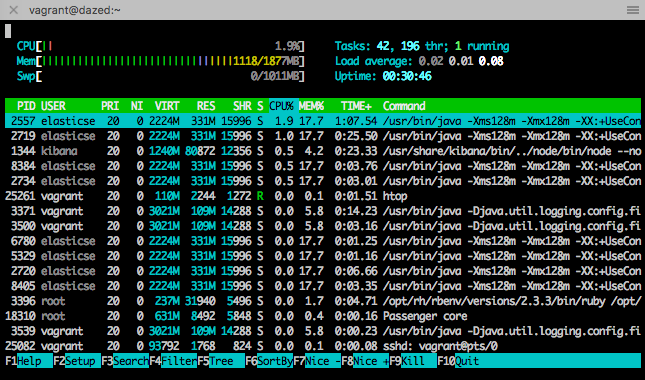 vagrant@dazed:~
CPU[|| 1.9%] Tasks: 42, 196 thr; 1 running
Mem[||||||||||||||||||||||||||||||||1118/1877MB] Load average: 0.02 0.01 0.08
Swp[ 0/1011MB] Uptime: 00:30:46
PID USER PRI NI VIRT RES SHR S CPU% MEM% TIME+ Command
2557 elasticse 20 0 2224M 331M 15996 S 1.9 17.7 1:07.54 /usr/bin/java -Xms128m -Xmx128m -XX:+UseCon
2719 elasticse 20 0 2224M 331M 15996 S 1.0 17.7 0:25.50 /usr/bin/java -Xms128m -Xmx128m -XX:+UseCon
1344 kibana 20 0 1240M 80872 12356 S 0.5 4.2 0:23.33 /usr/share/kibana/bin/../node/bin/node --no
8384 elasticse 20 0 2224M 331M 15996 S 0.5 17.7 0:03.76 /usr/bin/java -Xms128m -Xmx128m -XX:+UseCon
2734 elasticse 20 0 2224M 331M 15996 S 0.5 17.7 0:03.01 /usr/bin/java -Xms128m -Xmx128m -XX:+UseCon
25261 vagrant 20 0 110M 2244 1272 R 0.0 0.1 0:01.51 htop
3371 vagrant 20 0 3021M 109M 14288 S 0.0 5.8 0:14.23 /usr/bin/java -Djava.util.logging.config.fi
3500 vagrant 20 0 3021M 109M 14288 S 0.0 5.8 0:03.16 /usr/bin/java -Djava.util.logging.config.fi
6780 elasticse 20 0 2224M 331M 15996 S 0.0 17.7 0:01.25 /usr/bin/java -Xms128m -Xmx128m -XX:+UseCon
5329 elasticse 20 0 2224M 331M 15996 S 0.0 17.7 0:01.16 /usr/bin/java -Xms128m -Xmx128m -XX:+UseCon
2720 elasticse 20 0 2224M 331M 15996 S 0.0 17.7 0:06.66 /usr/bin/java -Xms128m -Xmx128m -XX:+UseCon
8405 elasticse 20 0 2224M 331M 15996 S 0.0 17.7 0:03.35 /usr/bin/java -Xms128m -Xmx128m -XX:+UseCon
3396 root 20 0 237M 31940 5496 S 0.0 1.7 0:04.71 /opt/rh/rbenv/versions/2.3.3/bin/ruby /opt/
18310 root 20 0 631M 8492 5848 S 0.0 0.4 0:00.16 Passenger core
3539 vagrant 20 0 3021M 109M 14288 S 0.0 5.8 0:00.23 /usr/bin/java -Djava.util.logging.config.fi
25082 vagrant 20 0 93792 1768 824 S 0.0 0.1 0:00.08 sshd: vagrant@pts/0
F1Help F2Setup F3SearchF4FilterF5Tree F6SortByF7Nice -F8Nice +F9Kill F10Quit